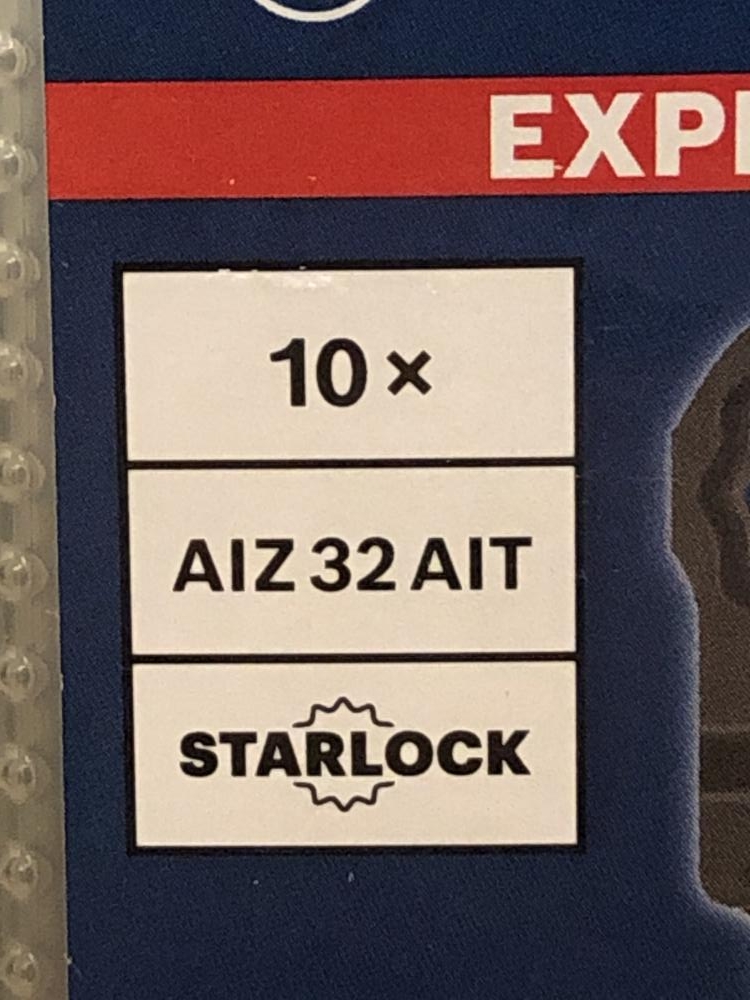 EXP
10 ×
AIZ 32 AIT
STARLOCK